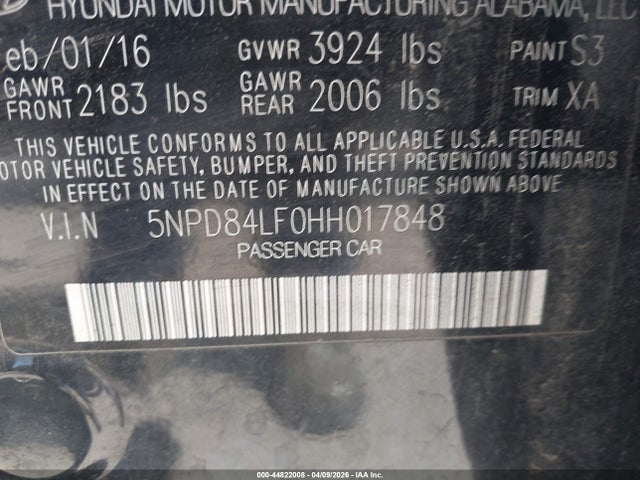 HYUNDAI MOTOR MANUFACTURING ALABAMA, LLC
eb/01/16 GVWR 3924 lbs PAINT S3
GAWR FRONT 2183 lbs GAWR REAR 2006 lbs TRIM XA
THIS VEHICLE CONFORMS TO ALL APPLICABLE U.S.A. FEDERAL
OTOR VEHICLE SAFETY, BUMPER, AND THEFT PREVENTION STANDARDS
IN EFFECT ON THE DATE OF MANUFACTURE SHOWN ABOVE.
V.I.N 5NPD84LF0HH017848
PASSENGER CAR
000-44822008 | 04/09/2026 | IAA Inc.